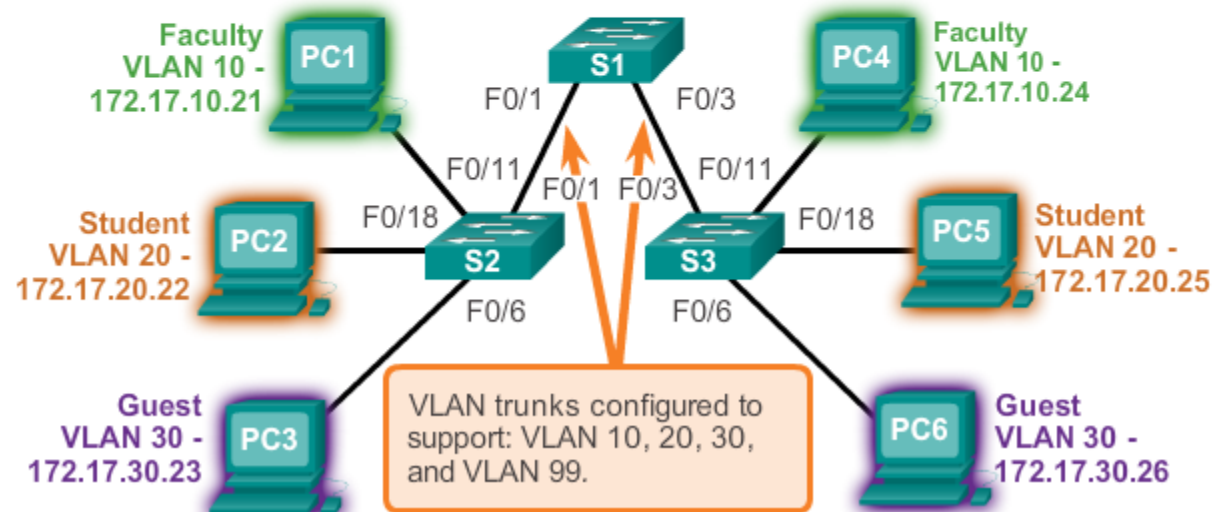 Faculty
VLAN 10 -
172.17.10.21
PC1
S1
PC4
Faculty
VLAN 10 -
172.17.10.24
F0/1
F0/3
F0/11
F0/1
F0/3
F0/11
Student
VLAN 20 -
172.17.20.22
PC2
F0/18
S2
S3
F0/18
PC5
Student
VLAN 20 -
172.17.20.25
F0/6
F0/6
Guest
VLAN 30 -
172.17.30.23
PC3
VLAN trunks configured to
support: VLAN 10, 20, 30,
and VLAN 99.
PC6
Guest
VLAN 30 -
172.17.30.26